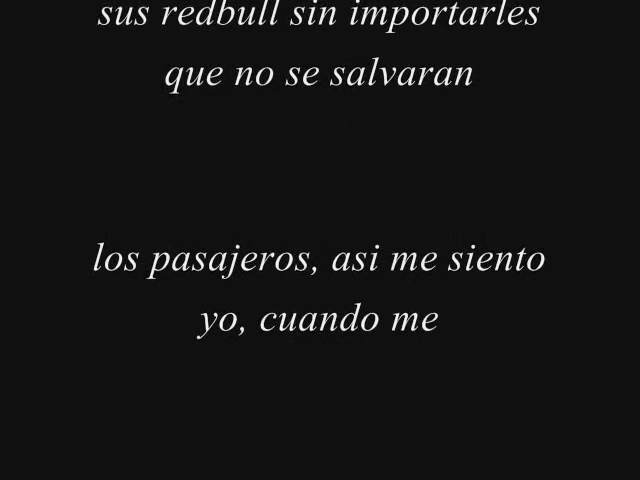 sus redbull sin importarles
que no se salvaran
los pasajeros, asi me siento
yo, cuando me